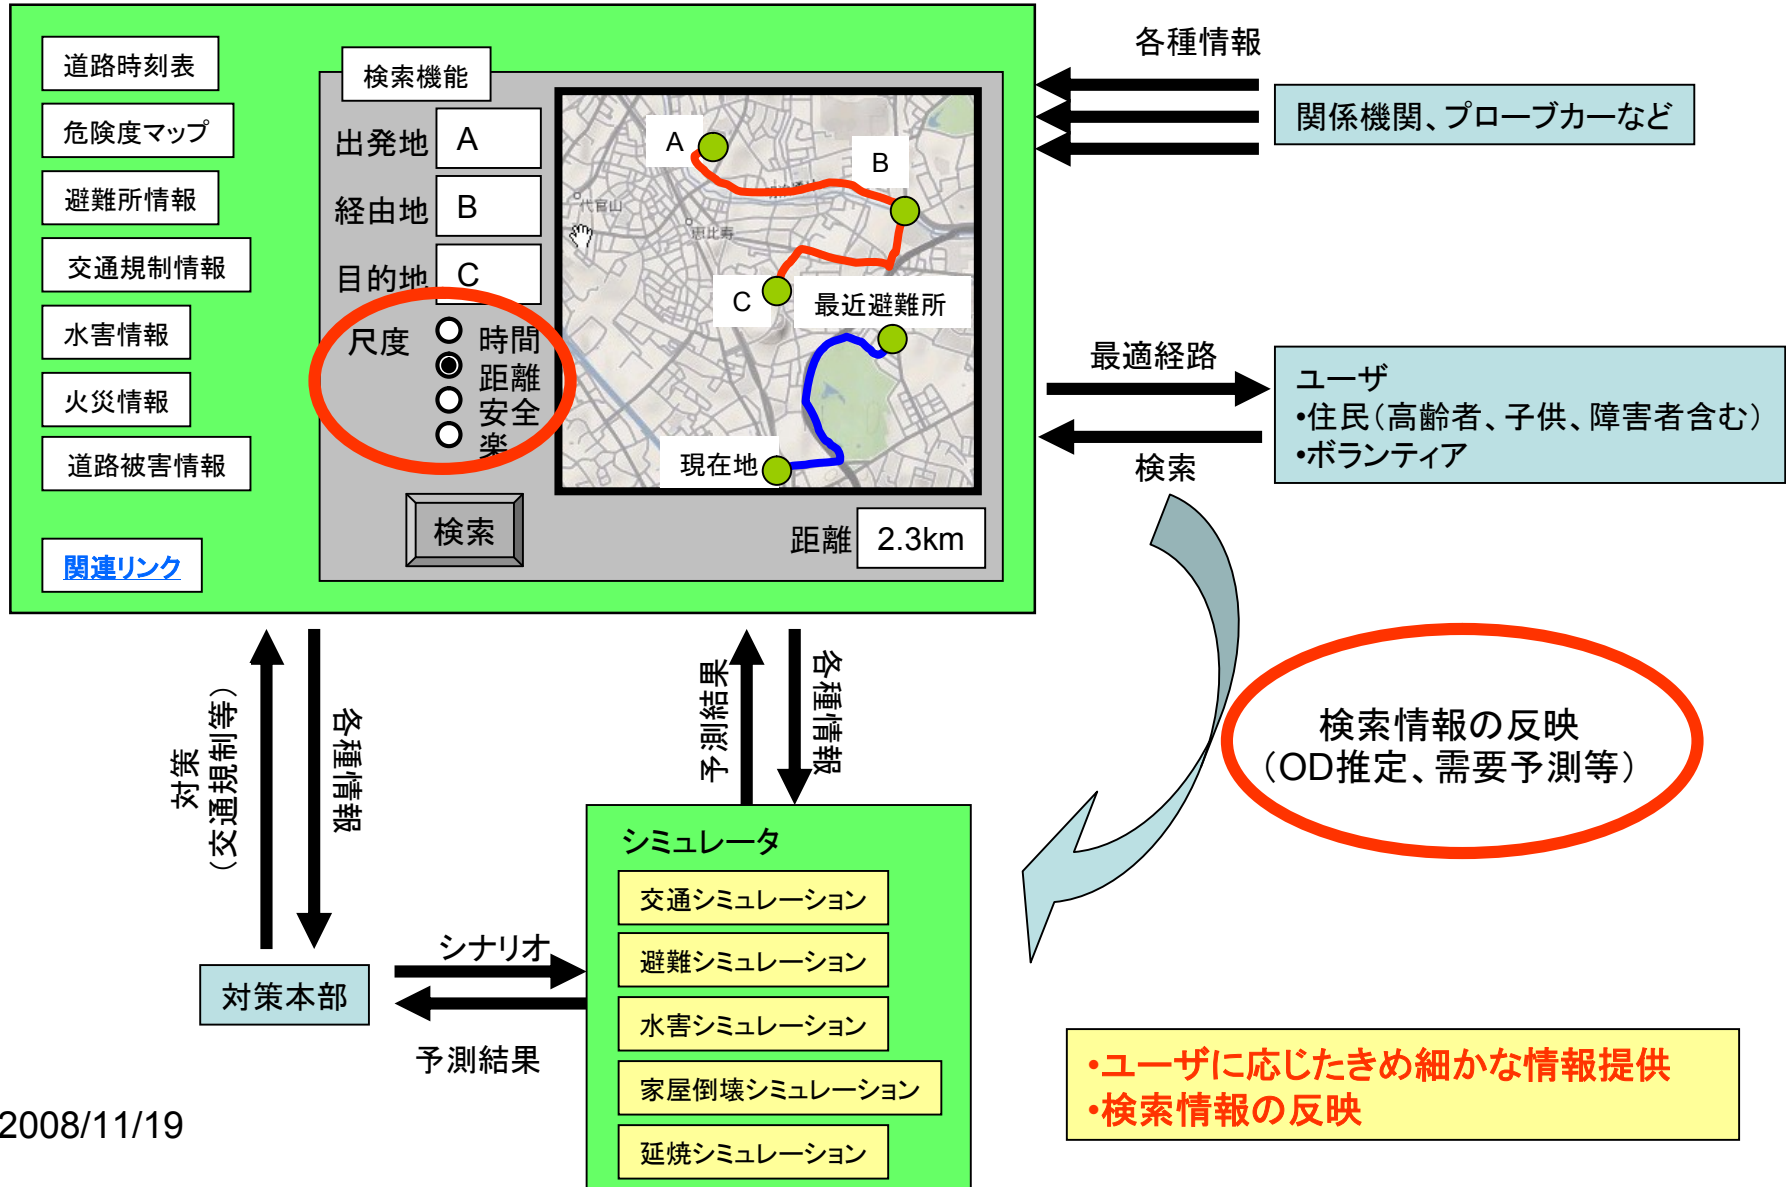 道路時刻表
危険度マップ
避難所情報
交通規制情報
水害情報
火災情報
道路被害情報
関連リンク
検索機能
出発地 A
経由地 B
目的地 C
尺度
時間
距離
安全
楽
検索
A
B
C
代官山
恵比寿
最近避難所
現在地
距離 2.3km
各種情報
関係機関、プローブカーなど
最適経路
検索
ユーザ
•住民(高齢者、子供、障害者含む)
•ボランティア
検索情報の反映
(OD推定、需要予測等)
対策
(交通規制等)
各種情報
予測結果
各種情報
対策本部
シナリオ
予測結果
シミュレータ
交通シミュレーション
避難シミュレーション
水害シミュレーション
家屋倒壊シミュレーション
延焼シミュレーション
•ユーザに応じたきめ細かな情報提供
•検索情報の反映
2008/11/19